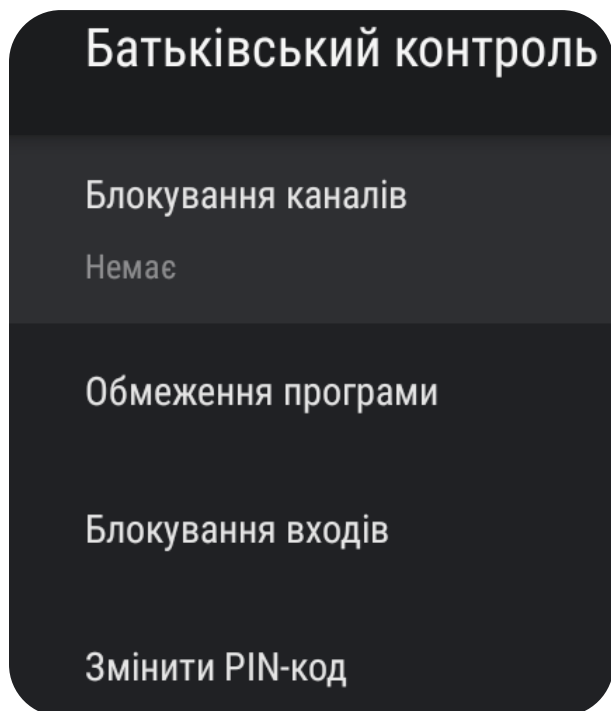 Батьківський контроль
Блокування каналів
Немає
Обмеження програми
Блокування входів
Змінити PIN-код